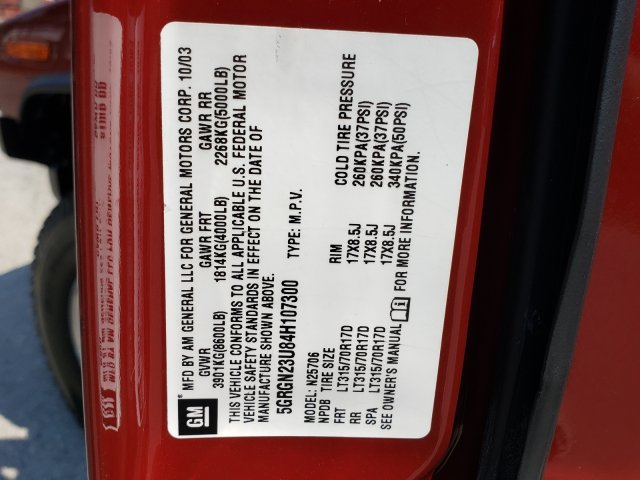 GM
MFD BY AM GENERAL LLC FOR GENERAL MOTORS CORP. 10/03
GVWR GAWR FRT GAWR RR
3901KG(8600LB) 1814KG(4000LB) 2268KG(5000LB)
THIS VEHICLE CONFORMS TO ALL APPLICABLE U.S. FEDERAL MOTOR
VEHICLE SAFETY STANDARDS IN EFFECT ON THE DATE OF
MANUFACTURE SHOWN ABOVE.
5GRGN23U84H107300 TYPE: M.P.V.
MODEL: N25706
NPDB TIRE SIZE RIM COLD TIRE PRESSURE
FRT LT315/70R17D 17X8.5J 260KPA(37PSI)
RR LT315/70R17D 17X8.5J 260KPA(37PSI)
SPA LT315/70R17D 17X8.5J 340KPA(50PSI)
SEE OWNER'S MANUAL FOR MORE INFORMATION.